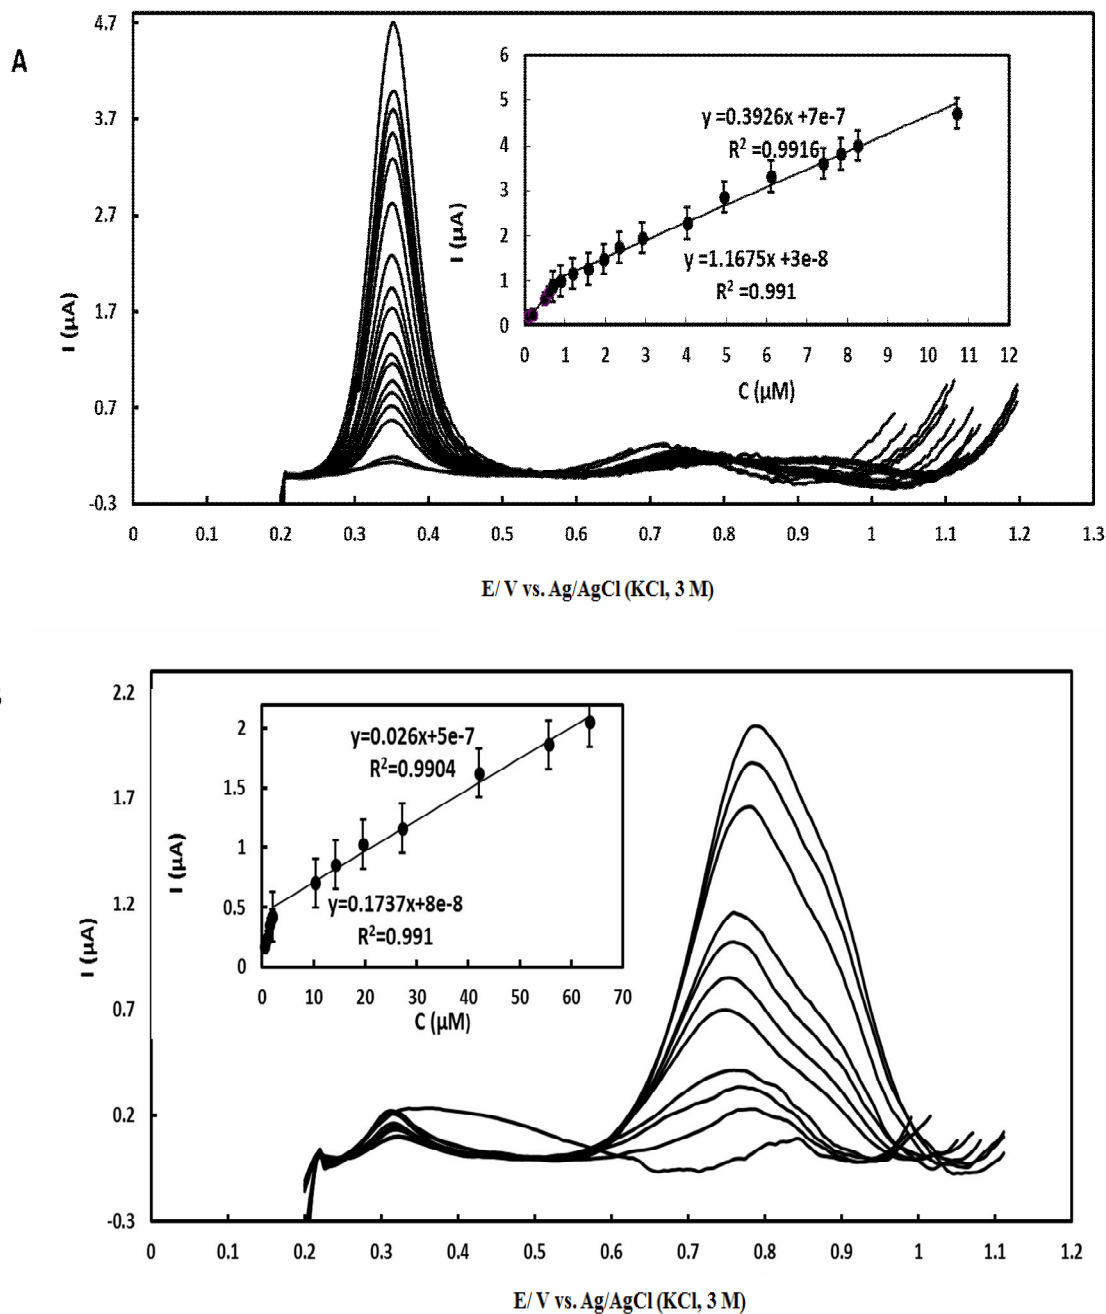 A
4.7
3.7
2.7
1.7
0.7
-0.3
I (µA)
0 0.1 0.2 0.3 0.4 0.5 0.6 0.7 0.8 0.9 1 1.1 1.2 1.3
E/ V vs. Ag/AgCl (KCl, 3 M)
6
5
4
3
2
1
0
I (µA)
y =0.3926x +7e-7
R² =0.9916
y =1.1675x +3e-8
R² =0.991
0 1 2 3 4 5 6 7 8 9 10 11 12
C (µM)
2.2
1.7
1.2
0.7
0.2
-0.3
I (µA)
0 0.1 0.2 0.3 0.4 0.5 0.6 0.7 0.8 0.9 1 1.1 1.2
E/ V vs. Ag/AgCl (KCl, 3 M)
2
1.5
1
0.5
0
I (µA)
y=0.026x+5e-7
R²=0.9904
y=0.1737x+8e-8
R²=0.991
0 10 20 30 40 50 60 70
C (µM)